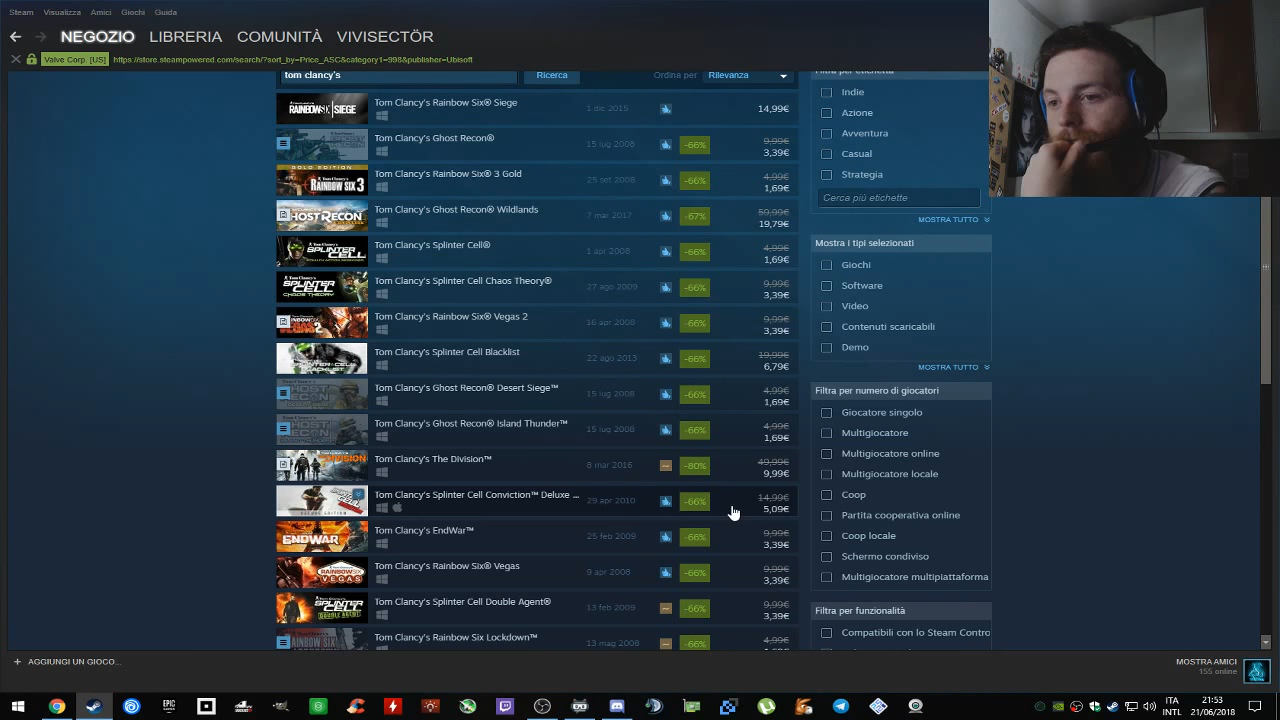 Steam Visualizza Amici Giochi Guida
NEGOZIO LIBRERIA COMUNITÀ VIVISECTÖR
Valve Corp. [US] https://store.steampowered.com/search/?sort_by=Price_ASC&category1=998&publisher=Ubisoft
tom clancy's Ricerca Ordina per Rilevanza
Tom Clancy's Rainbow Six® Siege 1 dic 2015 14,99€
Tom Clancy's Ghost Recon® 15 lug 2008 -66% 9,99€ 3,39€
Tom Clancy's Rainbow Six® 3 Gold 25 set 2008 -66% 4,99€ 1,69€
Tom Clancy's Ghost Recon® Wildlands 7 mar 2017 -67% 59,99€ 19,79€
Tom Clancy's Splinter Cell® 1 apr 2008 -66% 4,99€ 1,69€
Tom Clancy's Splinter Cell Chaos Theory® 27 ago 2009 -66% 9,99€ 3,39€
Tom Clancy's Rainbow Six® Vegas 2 16 apr 2008 -66% 9,99€ 3,39€
Tom Clancy's Splinter Cell Blacklist 22 ago 2013 -66% 19,99€ 6,79€
Tom Clancy's Ghost Recon® Desert Siege™ 15 lug 2008 -66% 4,99€ 1,69€
Tom Clancy's Ghost Recon® Island Thunder™ 15 lug 2008 -66% 4,99€ 1,69€
Tom Clancy's The Division™ 8 mar 2016 -80% 49,99€ 9,99€
Tom Clancy's Splinter Cell Conviction™ Deluxe ... 29 apr 2010 -66% 14,99€ 5,09€
Tom Clancy's EndWar™ 25 feb 2009 -66% 9,99€ 3,39€
Tom Clancy's Rainbow Six® Vegas 9 apr 2008 -66% 9,99€ 3,39€
Tom Clancy's Splinter Cell Double Agent® 13 feb 2009 -66% 9,99€ 3,39€
Tom Clancy's Rainbow Six Lockdown™ 13 mag 2008 -66% 4,99€
Filtra per etichetta
Indie
Azione
Avventura
Casual
Strategia
Cerca più etichette
MOSTRA TUTTO
Mostra i tipi selezionati
Giochi
Software
Video
Contenuti scaricabili
Demo
MOSTRA TUTTO
Filtra per numero di giocatori
Giocatore singolo
Multigiocatore
Multigiocatore online
Multigiocatore locale
Coop
Partita cooperativa online
Coop locale
Schermo condiviso
Multigiocatore multipiattaforma
Filtra per funzionalità
Compatibili con lo Steam Contro
AGGIUNGI UN GIOCO...
MOSTRA AMICI
155 online
ITA 21:53
INTL 21/06/2018